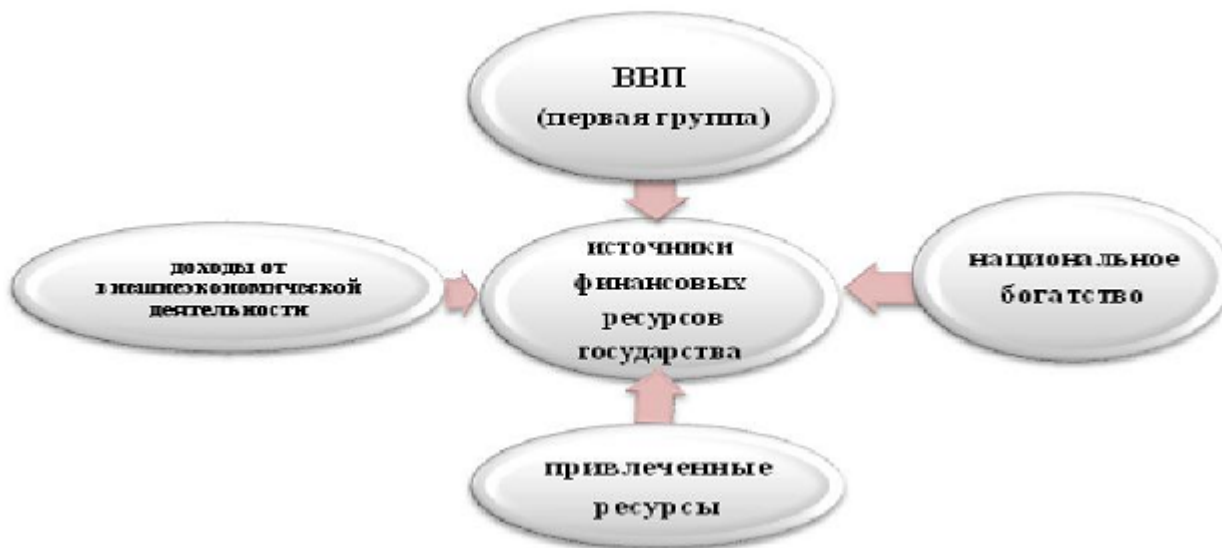 ВВП
(первая группа)
доходы от
внешнеэкономической
деятельности
источники
финансовых
ресурсов
государства
национальное
богатство
привлеченные
ресурсы